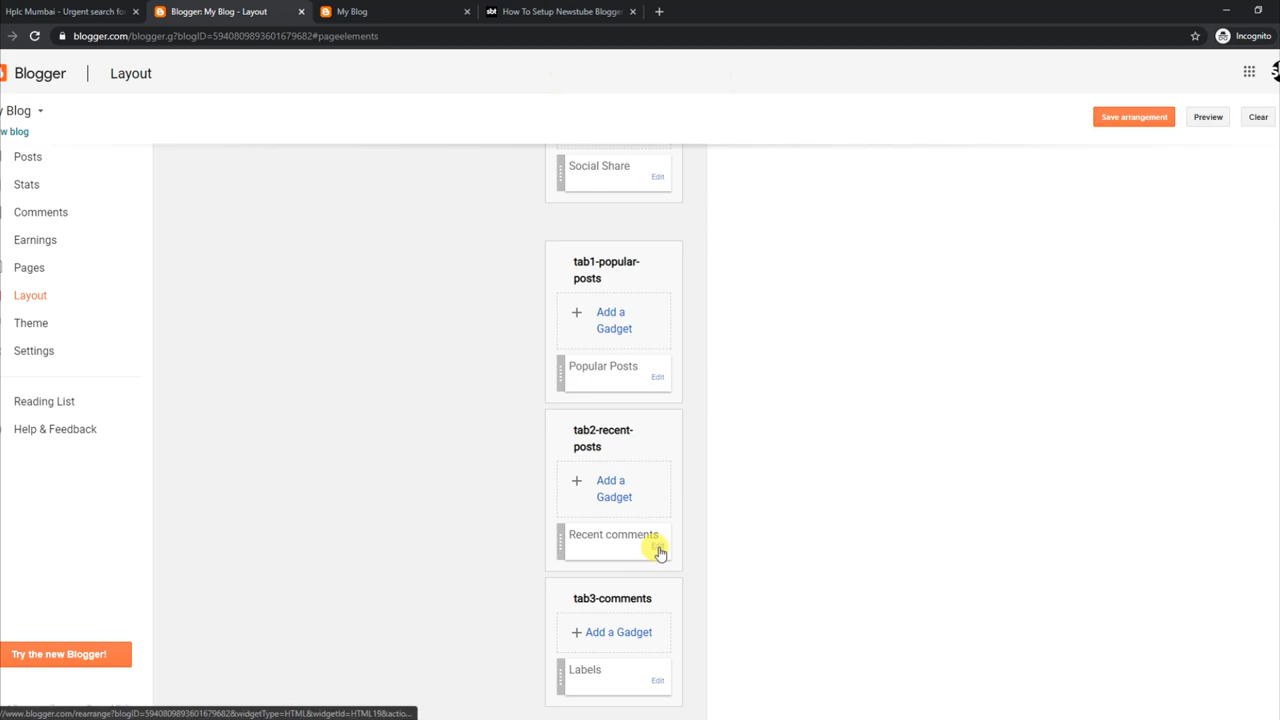 Hplc Mumbai - Urgent search fo
Blogger: My Blog - Layout
My Blog
sbt
How To Setup Newstube Blogger
blogger.com/blogger.g?blogID=5940809893601679682#pageelements
Incognito
Blogger
Layout
y Blog
w blog
Save arrangement
Preview
Clear
Posts
Stats
Comments
Earnings
Pages
Layout
Theme
Settings
Reading List
Help & Feedback
Try the new Blogger!
Social Share
Edit
tab1-popular-
posts
+ Add a
Gadget
Popular Posts
Edit
tab2-recent-
posts
+ Add a
Gadget
Recent comments
Edit
tab3-comments
+ Add a Gadget
Labels
Edit
//www.blogger.com/rearrange?blogID=5940809893601679682&widgetType=HTML&widgetId=HTML19&actio...